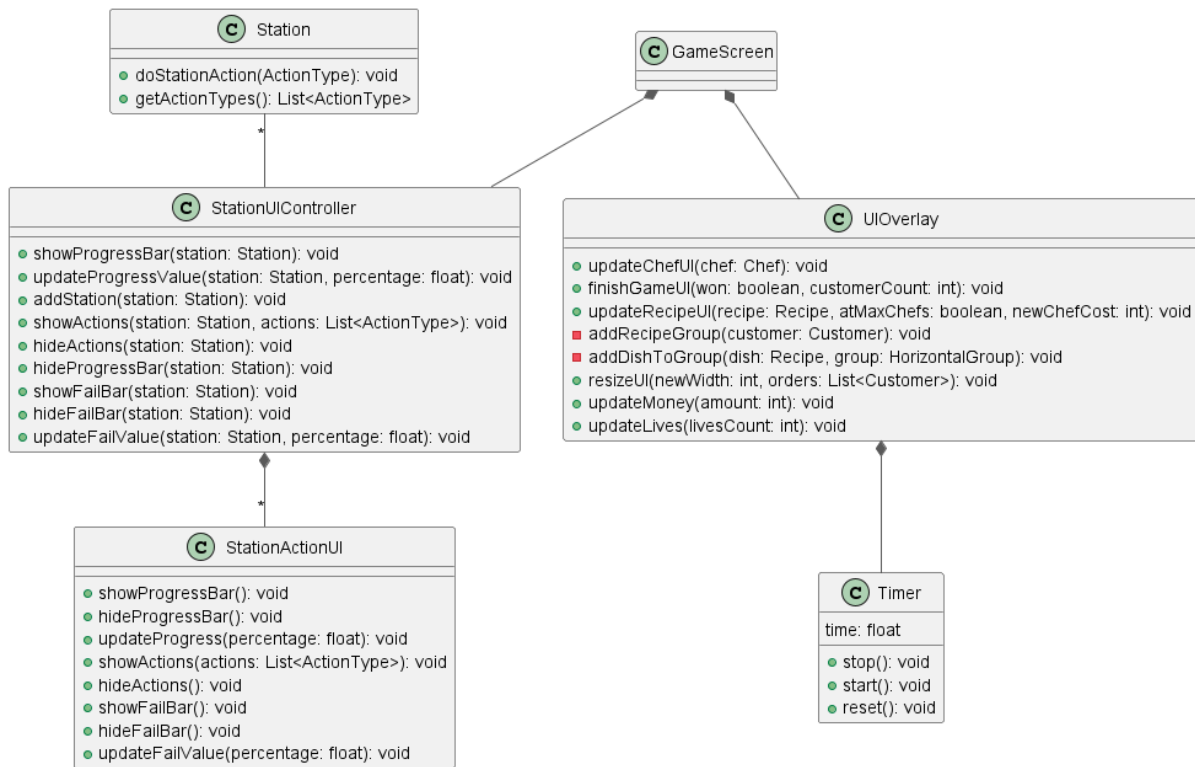 C Station
doStationAction(ActionType): void
getActionTypes(): List<ActionType>
*
C GameScreen
C StationUIController
showProgressBar(station: Station): void
updateProgressValue(station: Station, percentage: float): void
addStation(station: Station): void
showActions(station: Station, actions: List<ActionType>): void
hideActions(station: Station): void
hideProgressBar(station: Station): void
showFailBar(station: Station): void
hideFailBar(station: Station): void
updateFailValue(station: Station, percentage: float): void
*
C UIOverlay
updateChefUI(chef: Chef): void
finishGameUI(won: boolean, customerCount: int): void
updateRecipeUI(recipe: Recipe, atMaxChefs: boolean, newChefCost: int): void
addRecipeGroup(customer: Customer): void
addDishToGroup(dish: Recipe, group: HorizontalGroup): void
resizeUI(newWidth: int, orders: List<Customer>): void
updateMoney(amount: int): void
updateLives(livesCount: int): void
C StationActionUI
showProgressBar(): void
hideProgressBar(): void
updateProgress(percentage: float): void
showActions(actions: List<ActionType>): void
hideActions(): void
showFailBar(): void
hideFailBar(): void
updateFailValue(percentage: float): void
C Timer
time: float
stop(): void
start(): void
reset(): void